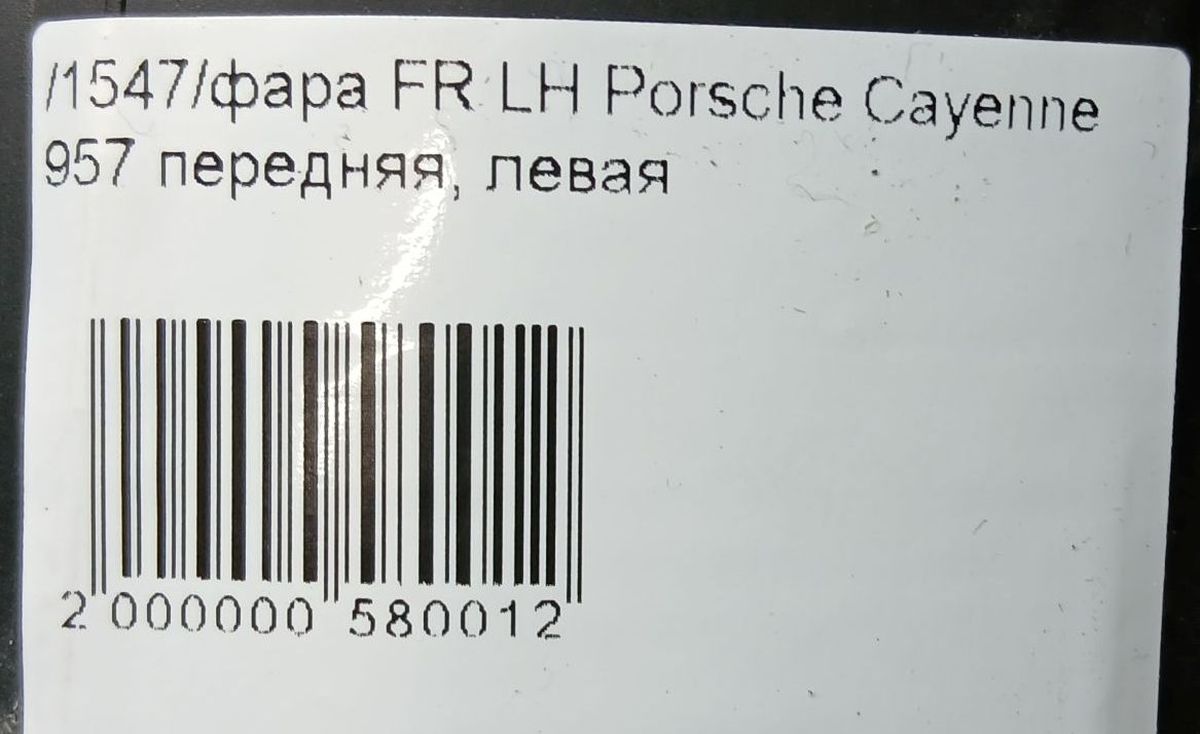 /1547/фара FR LH Porsche Cayenne
957 передняя, левая
2 000000 580012